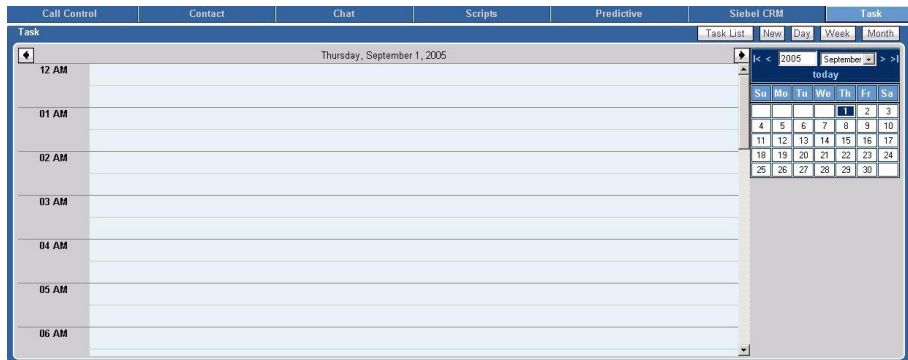 Call Control Contact Chat Scripts Predictive Siebel CRM Task
Task Task List New Day Week Month
Thursday, September 1, 2005 |< < 2005 September > >|
today
12 AM
01 AM
02 AM
03 AM
04 AM
05 AM
06 AM
Su Mo Tu We Th Fr Sa
1 2 3
4 5 6 7 8 9 10
11 12 13 14 15 16 17
18 19 20 21 22 23 24
25 26 27 28 29 30